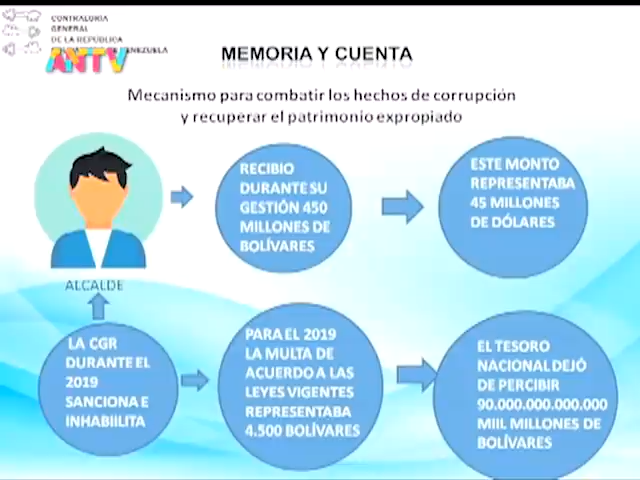 CONTRALORÍA
GENERAL
DE LA REPÚBLICA
VENEZUELA
ANTV
MEMORIA Y CUENTA
Mecanismo para combatir los hechos de corrupción
y recuperar el patrimonio expropiado
RECIBIO
DURANTE SU
GESTIÓN 450
MILLONES DE
BOLÍVARES
ESTE MONTO
REPRESENTABA
45 MILLONES
DE DÓLARES
ALCALDE
LA CGR
DURANTE EL
2019
SANCIONA E
INHABIILITA
PARA EL 2019
LA MULTA DE
ACUERDO A LAS
LEYES VIGENTES
REPRESENTABA
4.500 BOLÍVARES
EL TESORO
NACIONAL DEJÓ
DE PERCIBIR
90.000.000.000.000
MIIL MILLONES DE
BOLÍVARES